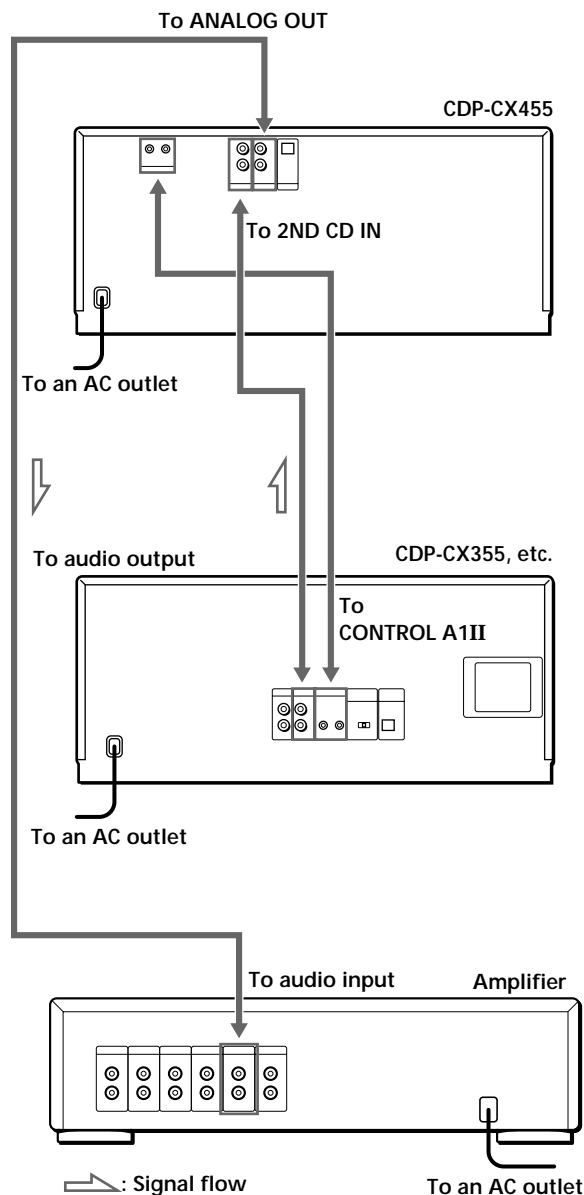 To ANALOG OUT
CDP-CX455
To 2ND CD IN
To an AC outlet
To audio output
CDP-CX355, etc.
To
CONTROL A1II
To an AC outlet
To audio input
Amplifier
: Signal flow
To an AC outlet